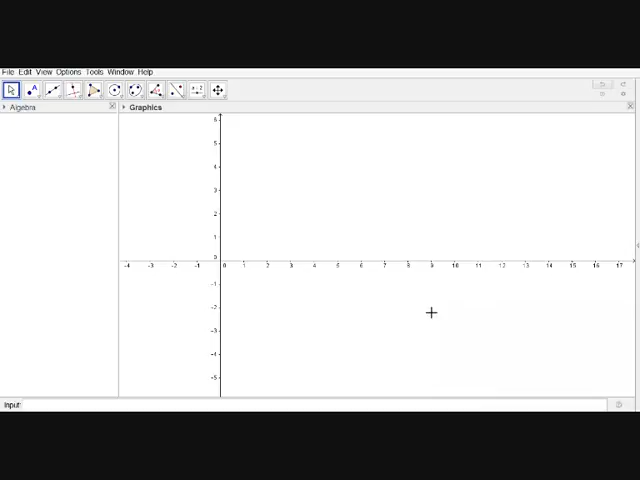 File Edit View Options Tools Window Help
A
a = 2
Algebra
Graphics
6
5
4
3
2
1
0
-4 -3 -2 -1 0 1 2 3 4 5 6 7 8 9 10 11 12 13 14 15 16 17
-1
-2
-3
-4
-5
Input: